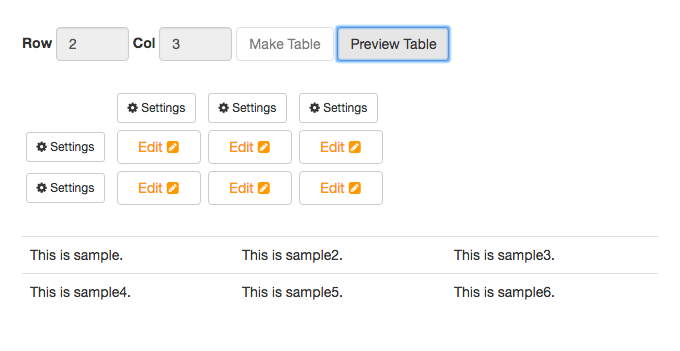 Row 2 Col 3 Make Table Preview Table
Settings Settings Settings
Settings Edit Edit Edit
Settings Edit Edit Edit
This is sample. This is sample2. This is sample3.
This is sample4. This is sample5. This is sample6.